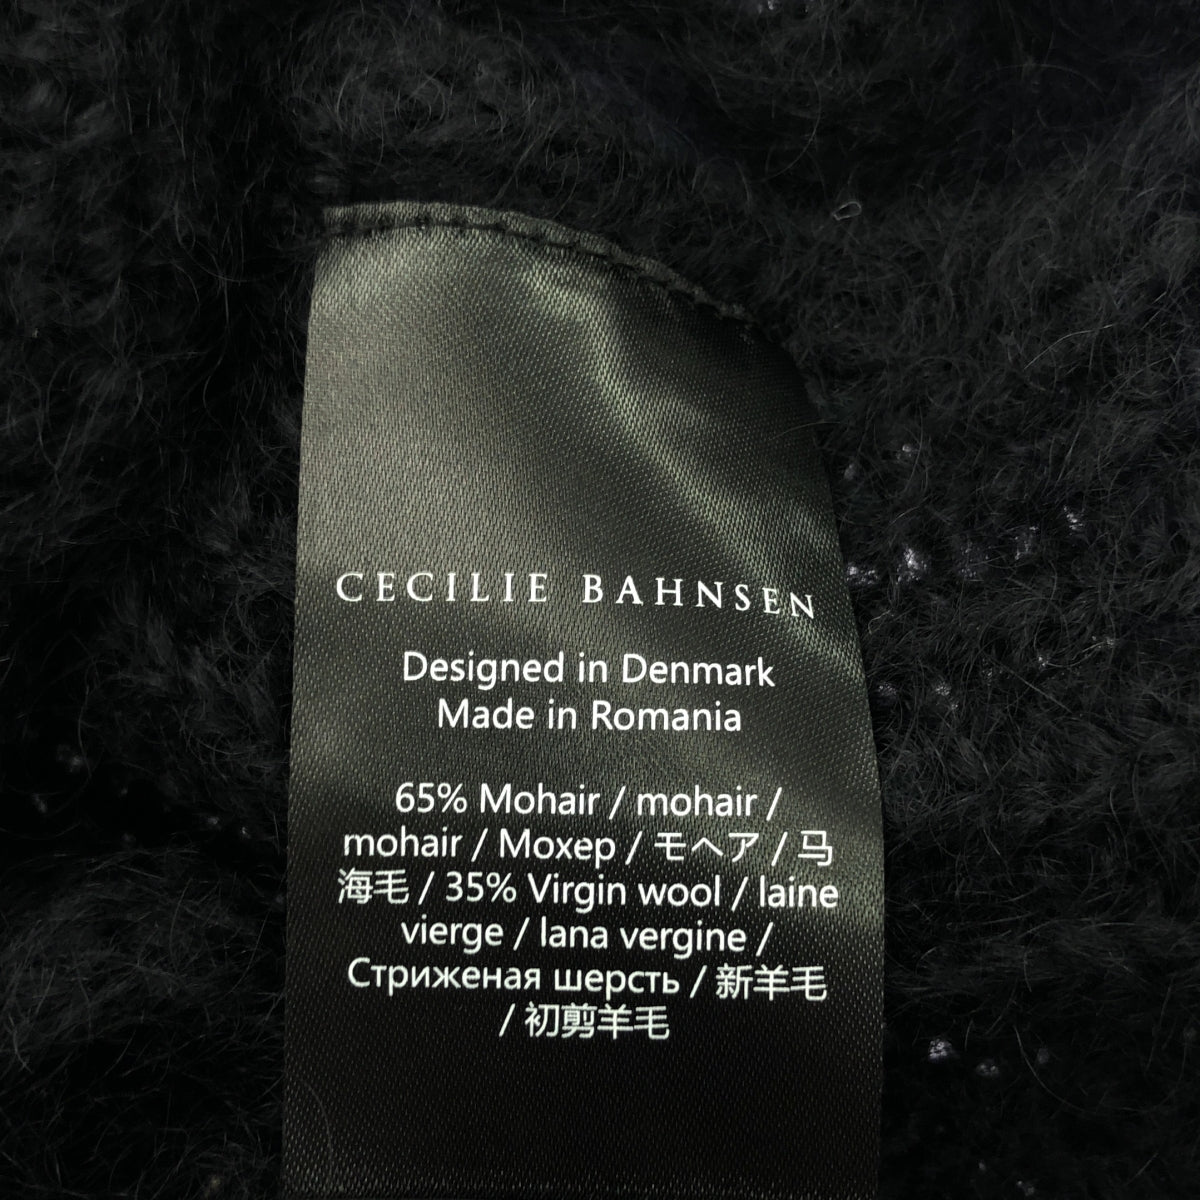 CECILIE BAHNSEN
Designed in Denmark
Made in Romania
65% Mohair / mohair /
mohair / Мохер / モヘア / 马
海毛 / 35% Virgin wool / laine
vierge / lana vergine /
Стриженая шерсть / 新羊毛
/ 初剪羊毛